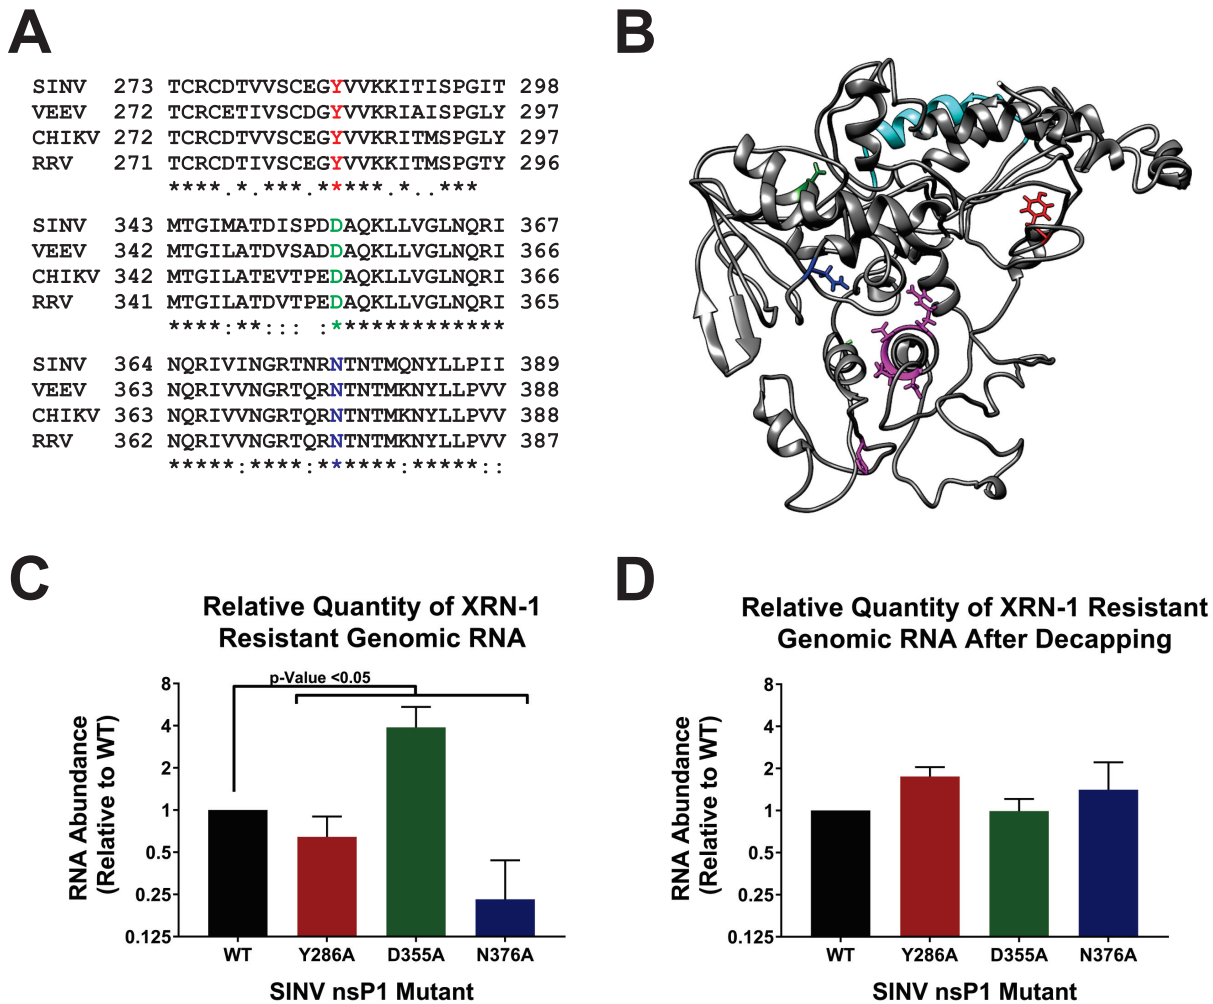 A
SINV 273 TCRCDTVVSCEGYVVKKITISPGIT 298
VEEV 272 TCRCETIVSCDGYVVKRIAISPGLY 297
CHIKV 272 TCRCDTVVSCEGYVVKRITMSPGLY 297
RRV 271 TCRCDTIVSCEGYVVKKITMSPGTY 296
****.*.***.*****.*..***
SINV 343 MTGIMATDISPDDAQKLLVGLNQRI 367
VEEV 342 MTGILATDVSADDAQKLLVGLNQRI 366
CHIKV 342 MTGILATEVTPEDAQKLLVGLNQRI 366
RRV 341 MTGILATDVTPEDAQKLLVGLNQRI 365
****:**::: :*************
SINV 364 NQRIVINGRTNRNTNTMQNYLLPII 389
VEEV 363 NQRIVVNGRTQRNTNTMKNYLLPVV 388
CHIKV 363 NQRIVVNGRTQRNTNTMKNYLLPVV 388
RRV 362 NQRIVVNGRTQRNTNTMKNYLLPVV 387
*****:****:******:*****::
B
C
Relative Quantity of XRN-1
Resistant Genomic RNA
p-Value <0.05
RNA Abundance
(Relative to WT)
8
4
2
1
0.5
0.25
0.125
WT Y286A D355A N376A
SINV nsP1 Mutant
D
Relative Quantity of XRN-1 Resistant
Genomic RNA After Decapping
RNA Abundance
(Relative to WT)
8
4
2
1
0.5
0.25
0.125
WT Y286A D355A N376A
SINV nsP1 Mutant